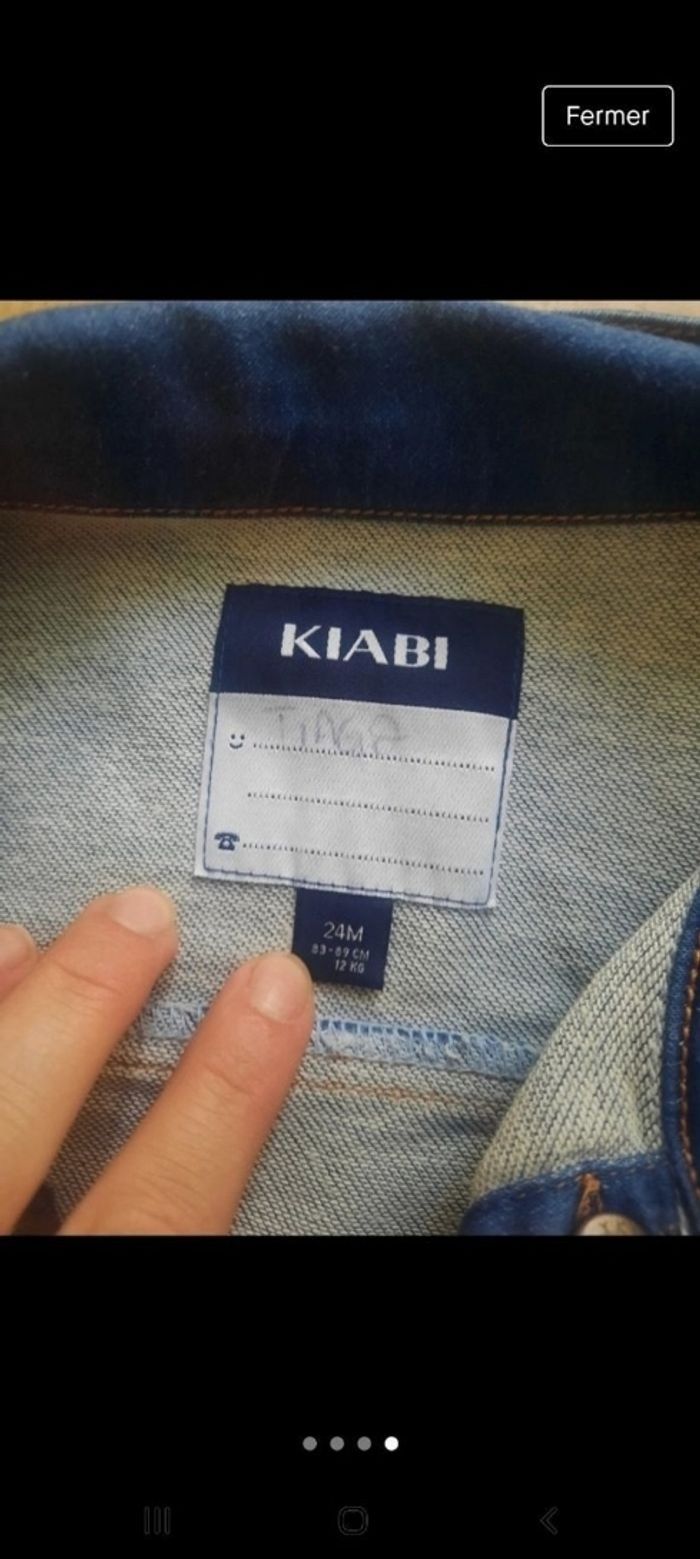 Fermer
KIABI
24M
83-89 CM
12 KG